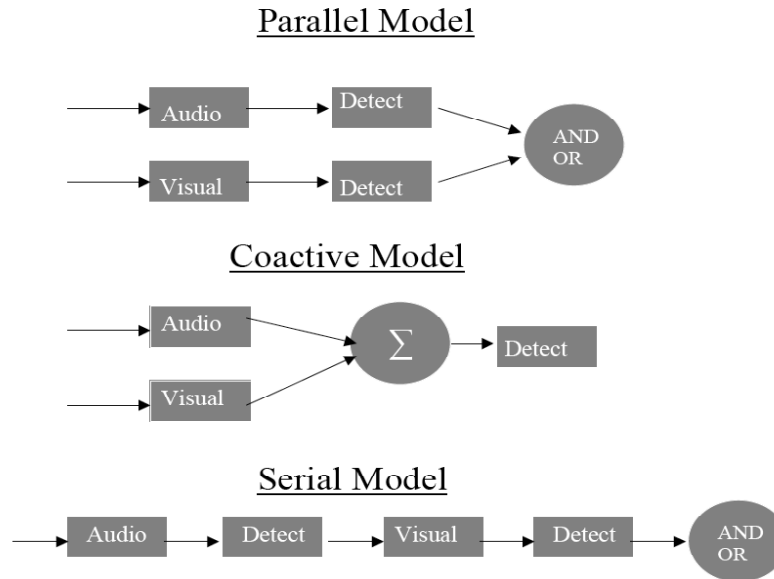 Parallel Model
Audio
Detect
Visual
Detect
AND
OR
Coactive Model
Audio
Visual
∑
Detect
Serial Model
Audio
Detect
Visual
Detect
AND
OR